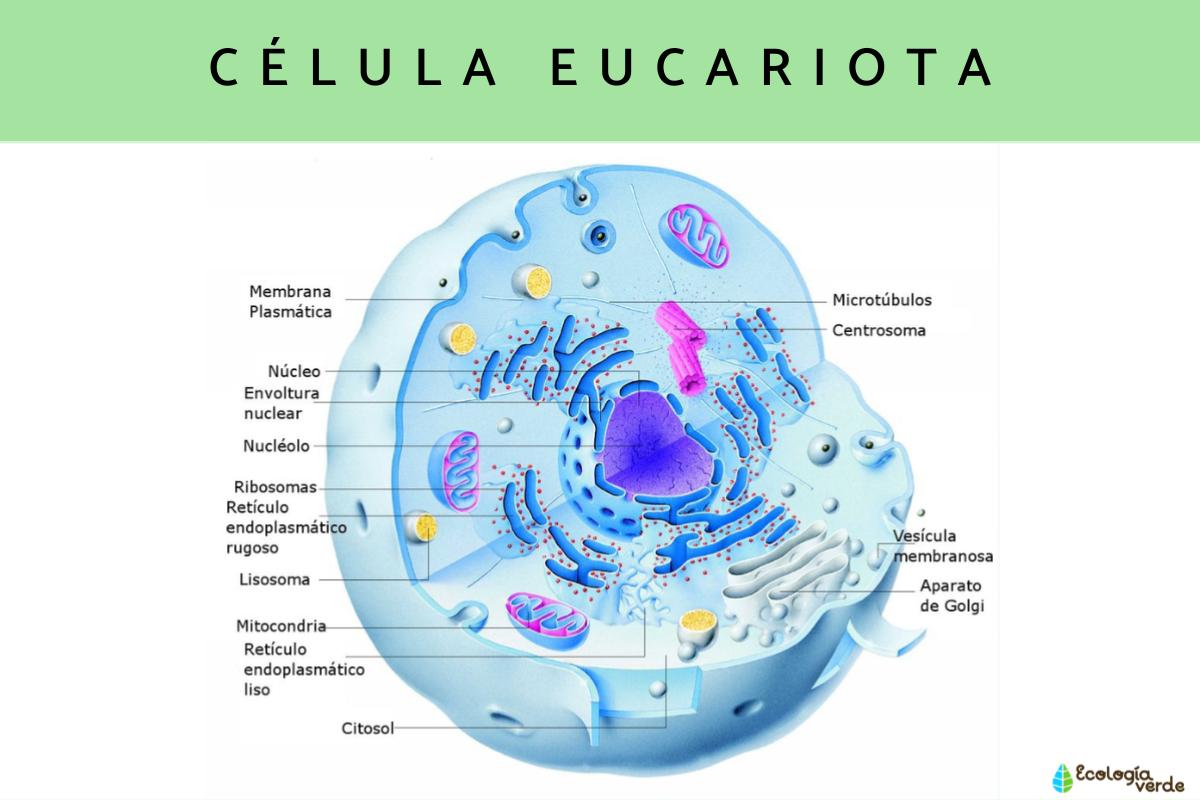 CÉLULA EUCARIOTA
Membrana
Plasmática
Núcleo
Envoltura
nuclear
Nucléolo
Ribosomas
Retículo
endoplasmático
rugoso
Lisosoma
Mitocondria
Retículo
endoplasmático
liso
Citosol
Microtúbulos
Centrosoma
Vesícula
membranosa
Aparato
de Golgi
Ecología
verde